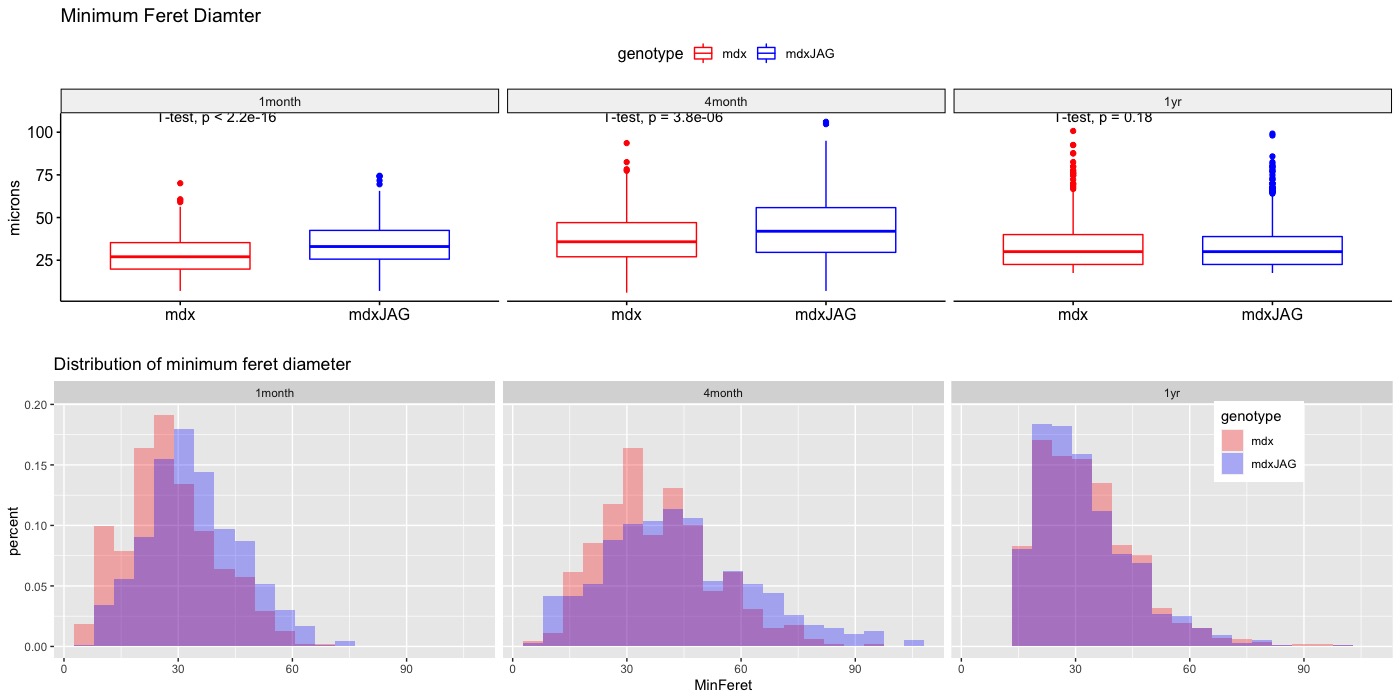 Minimum Feret Diamter
genotype mdx mdxJAG
1month 4month 1yr
T-test, p < 2.2e-16 T-test, p = 3.8e-06 T-test, p = 0.18
100
75
50
25
microns
mdx mdxJAG mdx mdxJAG mdx mdxJAG
Distribution of minimum feret diameter
1month 4month 1yr
genotype
mdx
mdxJAG
0.20
0.15
0.10
0.05
0.00
percent
0 30 60 90 0 30 60 90 0 30 60 90
MinFeret